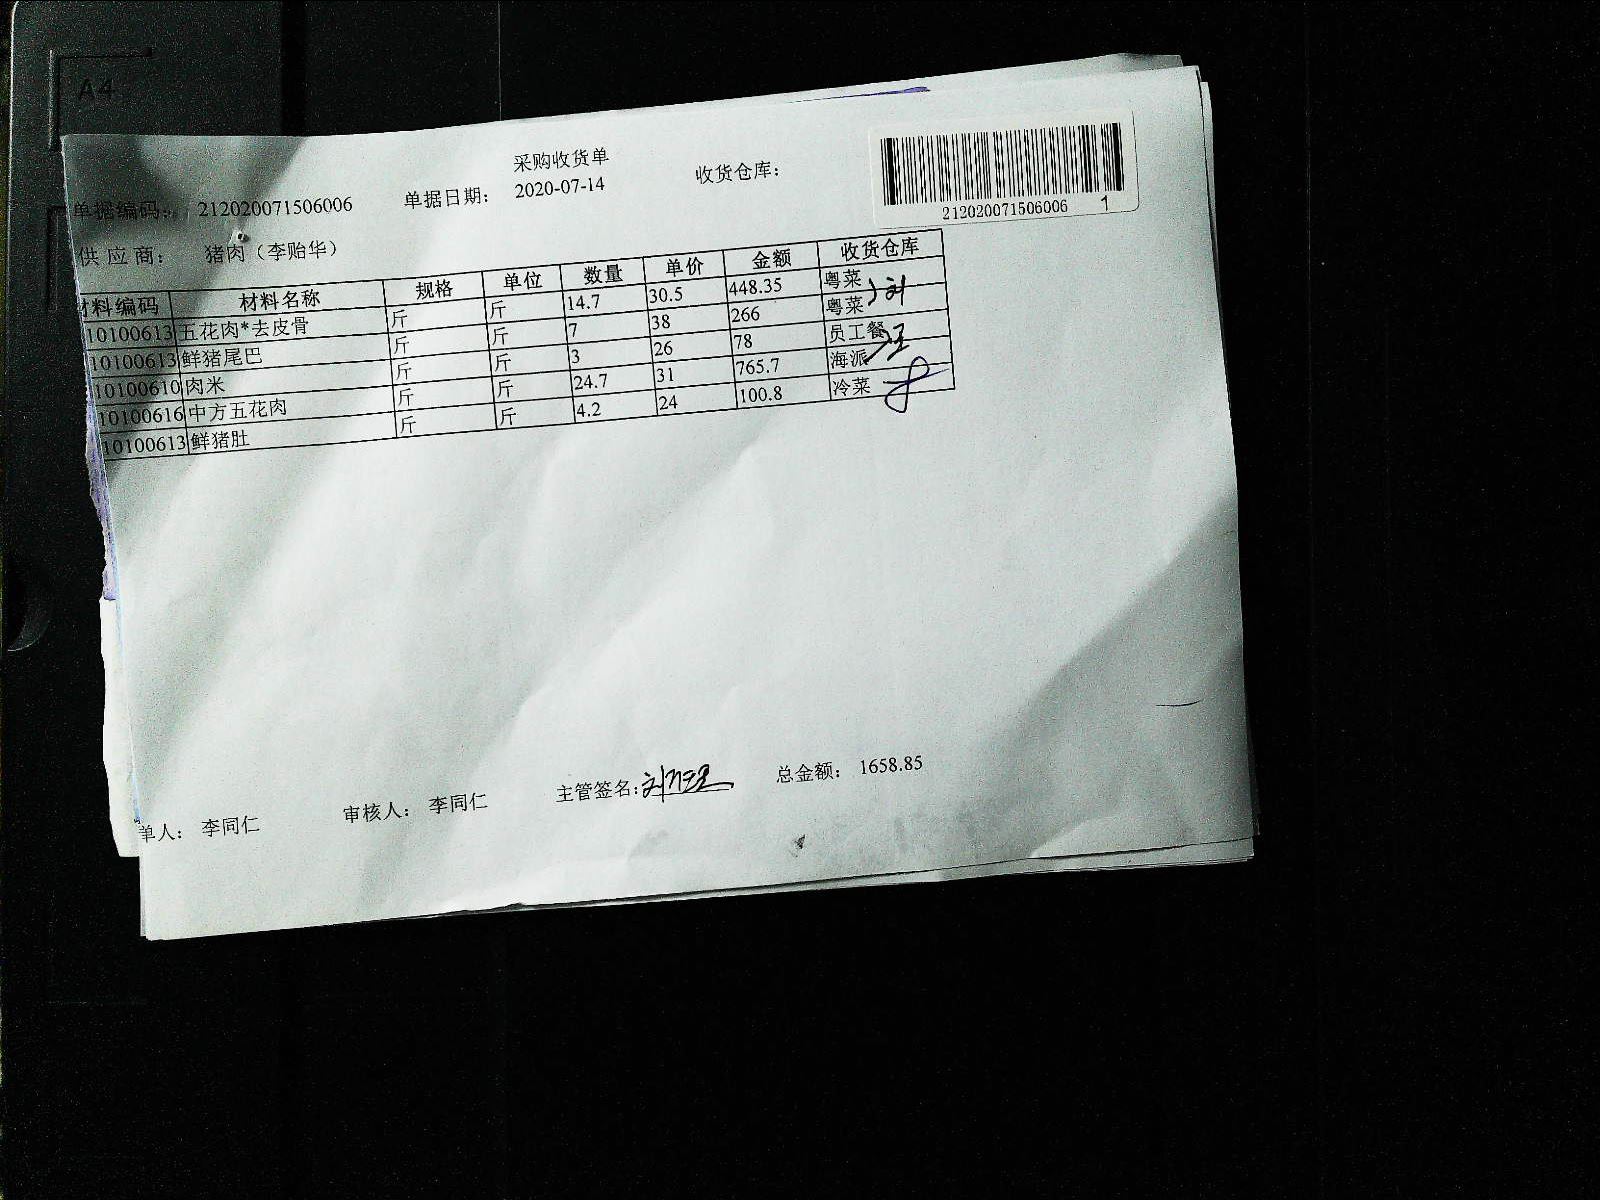 A4
采购收货单
单据编码: 212020071506006 单据日期: 2020-07-14 收货仓库:
212020071506006 1
供应商: 猪肉（李贻华）
材料编码 材料名称 规格 单位 数量 单价 金额 收货仓库
10100613 五花肉*去皮骨 斤 斤 14.7 30.5 448.35 粤菜
10100613 鲜猪尾巴 斤 斤 7 38 266 粤菜
10100610 肉米 斤 斤 3 26 78 员工餐
10100616 中方五花肉 斤 斤 24.7 31 765.7 海派
10100613 鲜猪肚 斤 斤 4.2 24 100.8 冷菜
单人: 李同仁 审核人: 李同仁 主管签名: 总金额: 1658.85